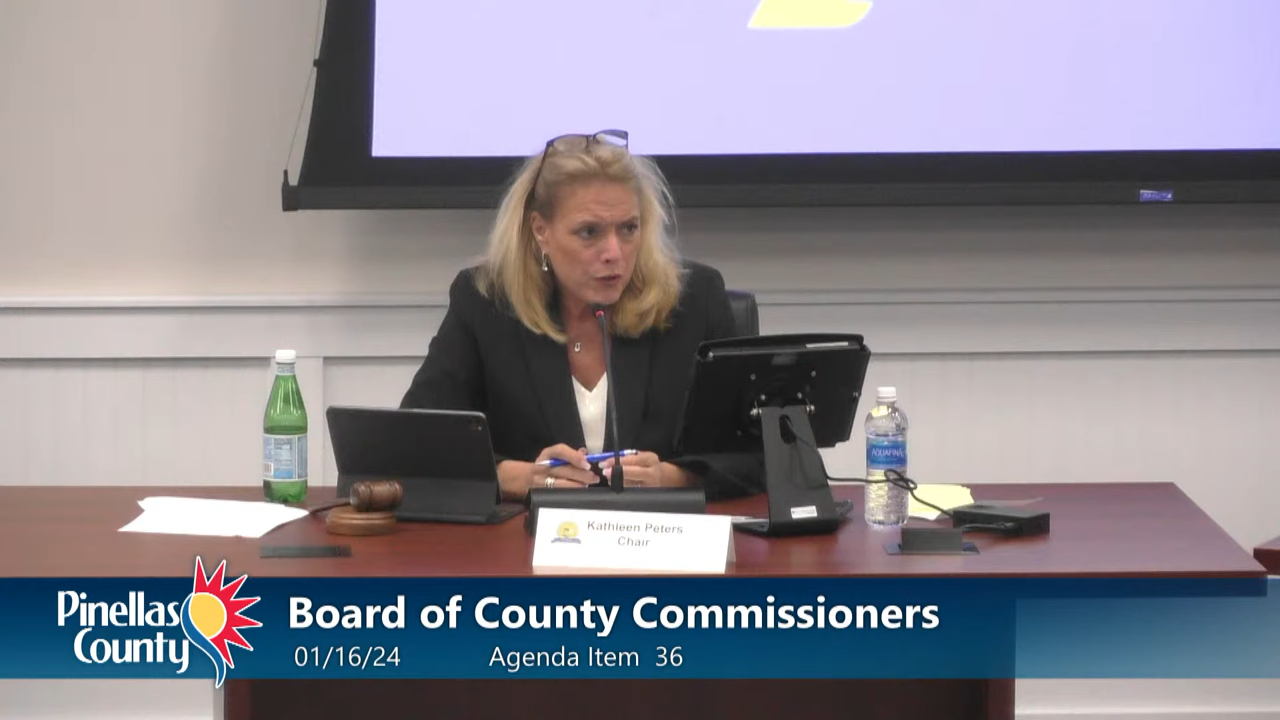 AQUAFINA
Kathleen Peters
Chair
Pinellas
County
Board of County Commissioners
01/16/24
Agenda Item 36